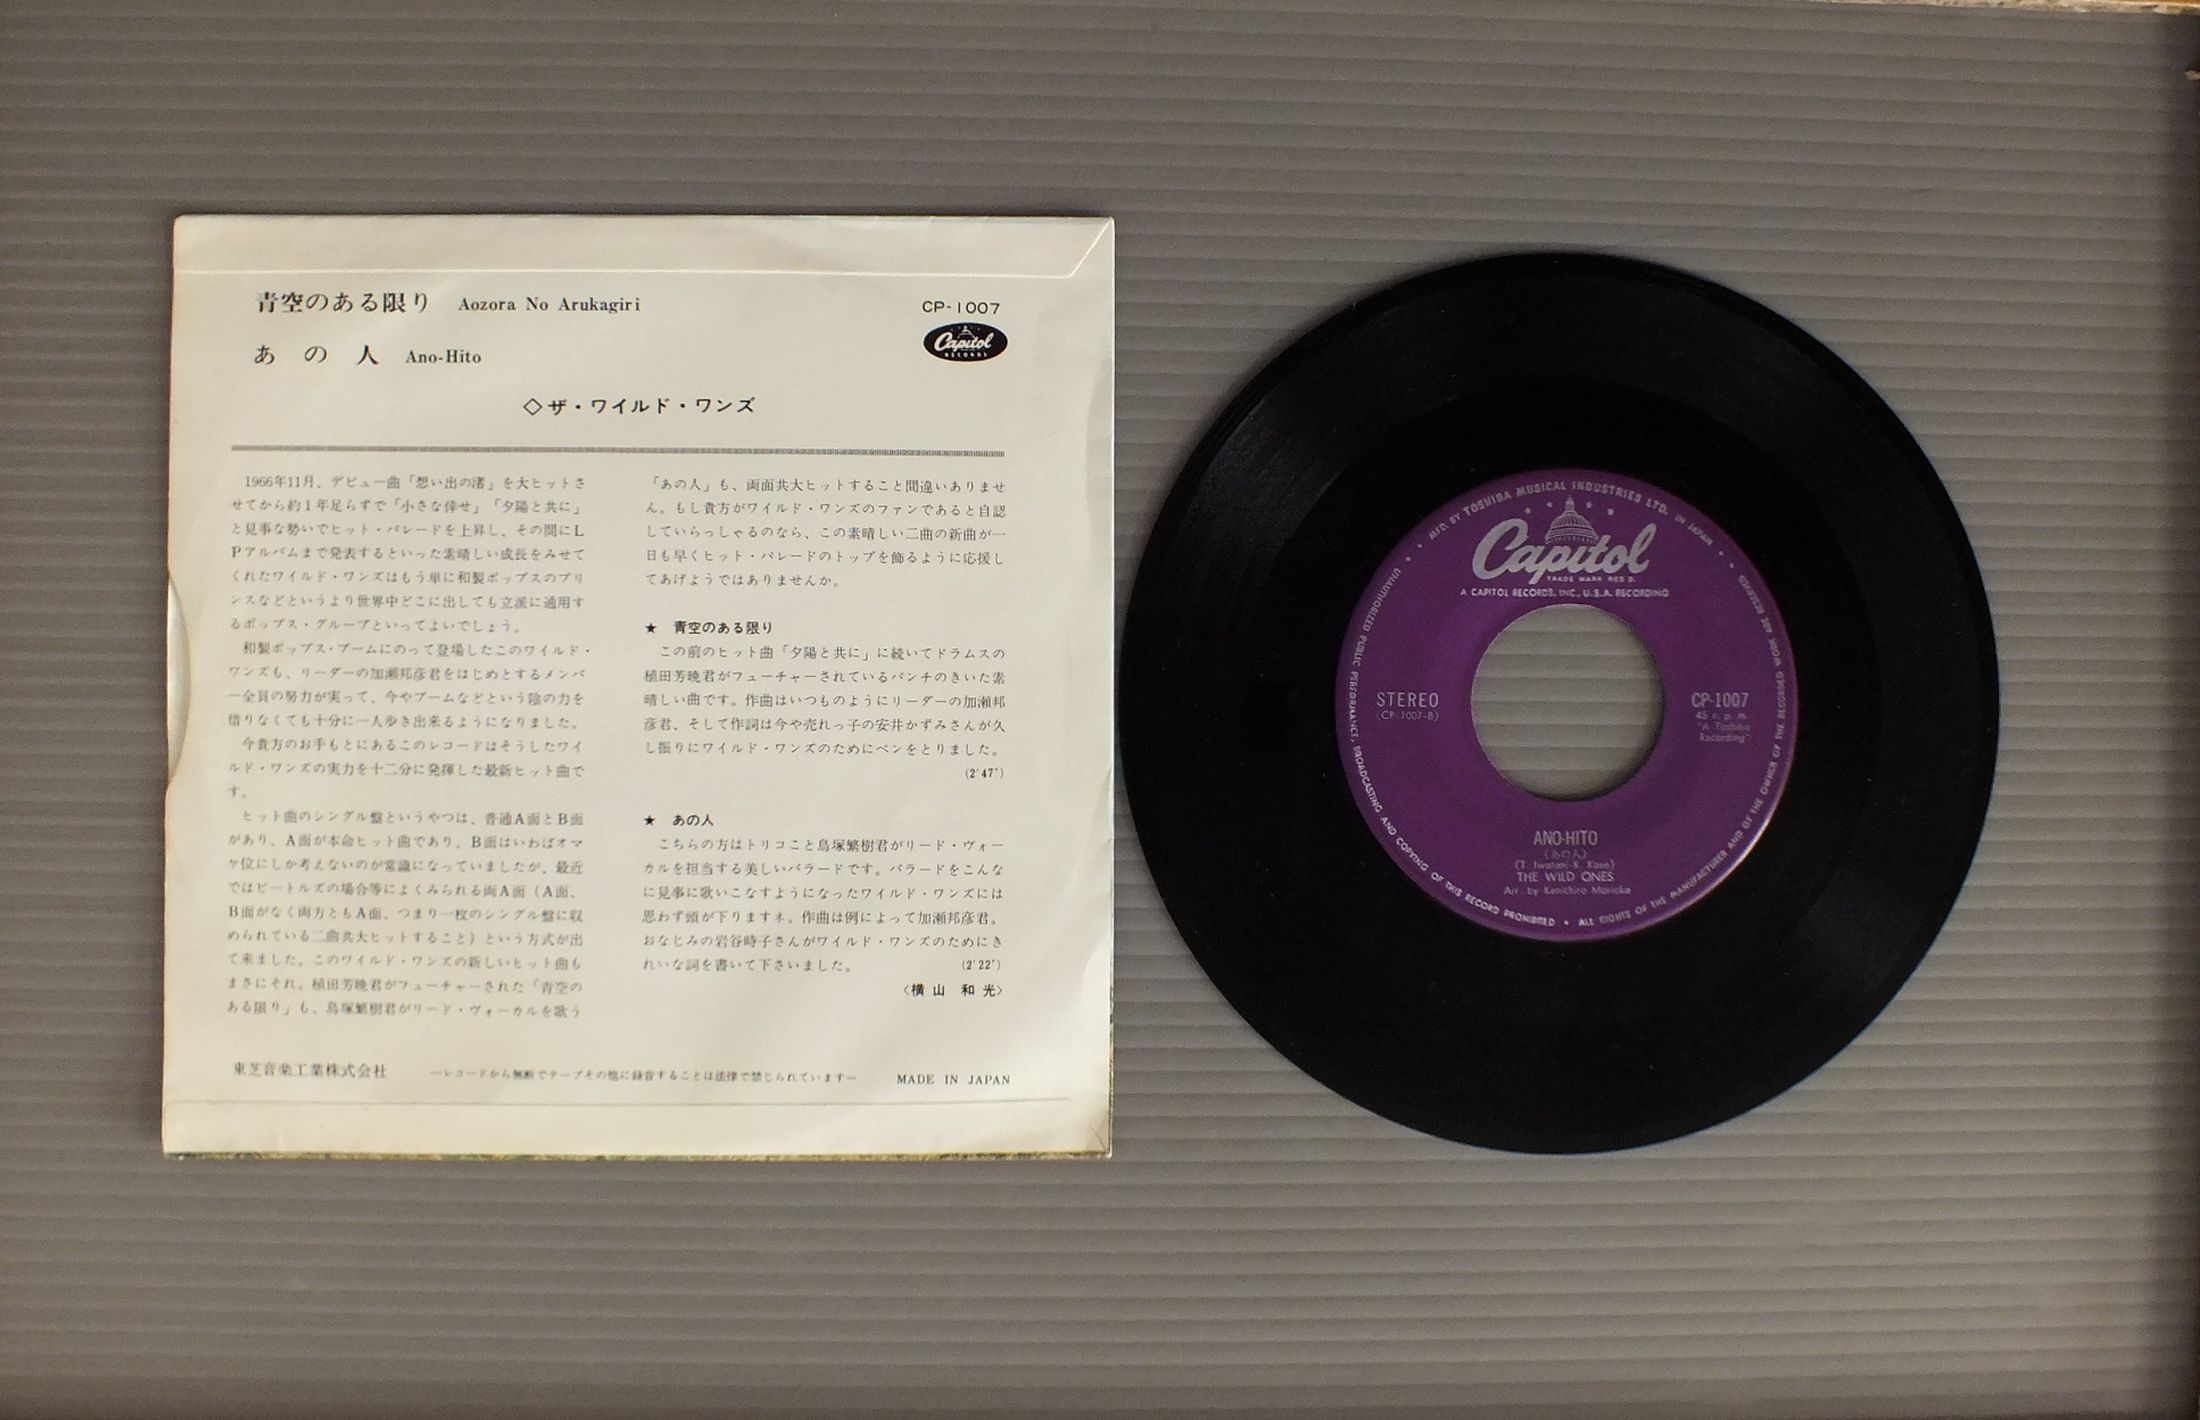 青空のある限り Aozora No Arukagiri
あの人 Ano-Hito
CP-1007
Capitol
RECORDS
◇ザ・ワイルド・ワンズ
1966年11月、デビュー曲「想い出の渚」を大ヒットさ
せてから約1年足らずで「小さな倖せ」「夕陽と共に」
と見事な勢いでヒット・パレードを上昇し、その間にL
Pアルバムまで発表するといった素晴しい成長をみせて
くれたワイルド・ワンズはもう単に和製ポップスのプリ
ンスなどというより世界中どこに出しても立派に通用す
るポップス・グループといってよいでしょう。
和製ポップス・ブームにのって登場したこのワイルド・
ワンズも、リーダーの加瀬邦彦君をはじめとするメンバ
ー全員の努力が実って、今やブームなどという陰の力を
借りなくても十分に一人歩き出来るようになりました。
今貴方のお手もとにあるこのレコードはそうしたワイ
ルド・ワンズの実力を十二分に発揮した最新ヒット曲で
す。
ヒット曲のシングル盤というやつは、普通A面とB面
があり、A面が本命ヒット曲であり、B面はいわばオマ
ケ位にしか考えないのが常識になっていましたが、最近
ではビートルズの場合等によくみられる両A面（A面、
B面がなく両方ともA面、つまり一枚のシングル盤に収
められている二曲共大ヒットすること）という方式が出
て来ました。このワイルド・ワンズの新しいヒット曲も
まさにそれ。植田芳暁君がフューチャーされた「青空の
ある限り」も、鳥塚繁樹君がリード・ヴォーカルを歌う
「あの人」も、両面共大ヒットすること間違いありませ
ん。もし貴方がワイルド・ワンズのファンであると自認
していらっしゃるのなら、この素晴しい二曲の新曲が一
日も早くヒット・パレードのトップを飾るように応援し
てあげようではありませんか。
★ 青空のある限り
この前のヒット曲「夕陽と共に」に続いてドラムスの
植田芳暁君がフューチャーされているパンチのきいた素
晴しい曲です。作曲はいつものようにリーダーの加瀬邦
彦君、そして作詞は今や売れっ子の安井かずみさんが久
し振りにワイルド・ワンズのためにペンをとりました。
(2'47")
★ あの人
こちらの方はトリコこと鳥塚繁樹君がリード・ヴォー
カルを担当する美しいバラードです。バラードをこんな
に見事に歌いこなすようになったワイルド・ワンズには
思わず頭が下りますネ。作曲は例によって加瀬邦彦君。
おなじみの岩谷時子さんがワイルド・ワンズのためにき
れいな詞を書いて下さいました。 (2'22")
〈横山 和光〉
東芝音楽工業株式会社 —レコードから無断でテープその他に録音することは法律で禁じられています— MADE IN JAPAN
MFD. BY TOSHIBA MUSICAL INDUSTRIES LTD. IN JAPAN
Capitol
TRADE MARK REG'D.
A CAPITOL RECORDS, INC., U.S.A. RECORDING
STEREO
(CP 1007-B)
CP-1007
45 r. p. m.
"A Toshiba
Recording"
ANO-HITO
(あの人)
(T. Iwatani-K. Kase)
THE WILD ONES
Arr. by Kenichiro Morioka
UNAUTHORIZED PUBLIC PERFORMANCE, BROADCASTING AND COPYING OF THIS RECORD PROHIBITED • ALL RIGHTS OF THE MANUFACTURER AND OF THE OWNER OF THE RECORDED WORK ARE RESERVED